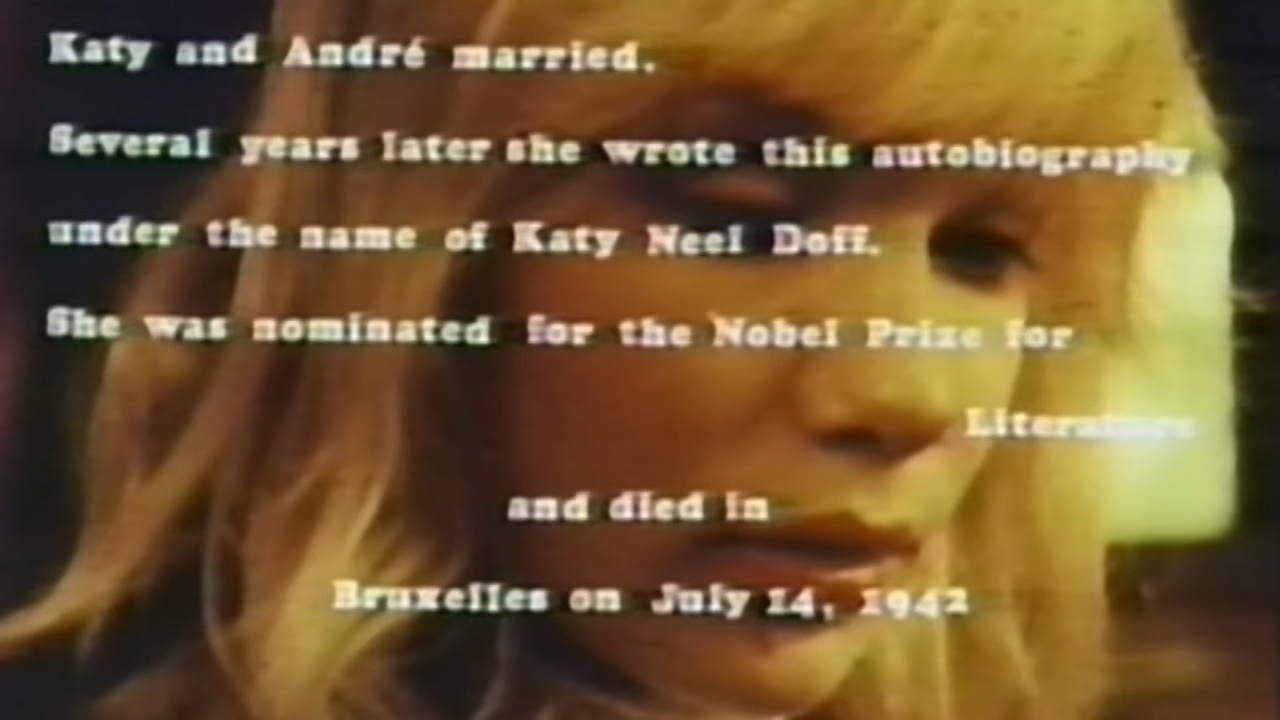 Katy and André married.
Several years later she wrote this autobiography
under the name of Katy Neel Doff.
She was nominated for the Nobel Prize for
Literature
and died in
Bruxelles on July 14, 1942